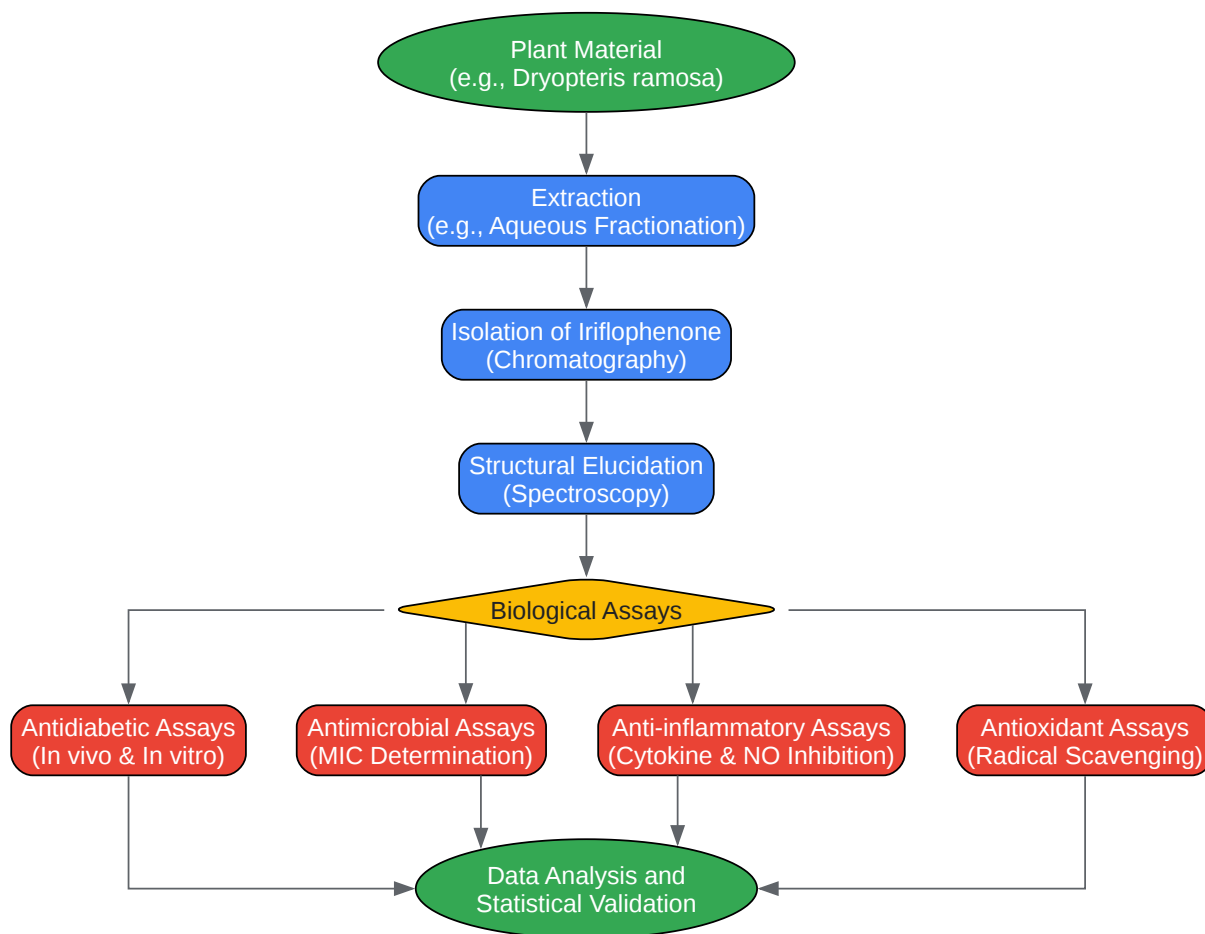 Plant Material
(e.g., Dryopteris ramosa)
Extraction
(e.g., Aqueous Fractionation)
Isolation of Iriflophenone
(Chromatography)
Structural Elucidation
(Spectroscopy)
Biological Assays
Antidiabetic Assays
(In vivo & In vitro)
Antimicrobial Assays
(MIC Determination)
Anti-inflammatory Assays
(Cytokine & NO Inhibition)
Antioxidant Assays
(Radical Scavenging)
Data Analysis and
Statistical Validation